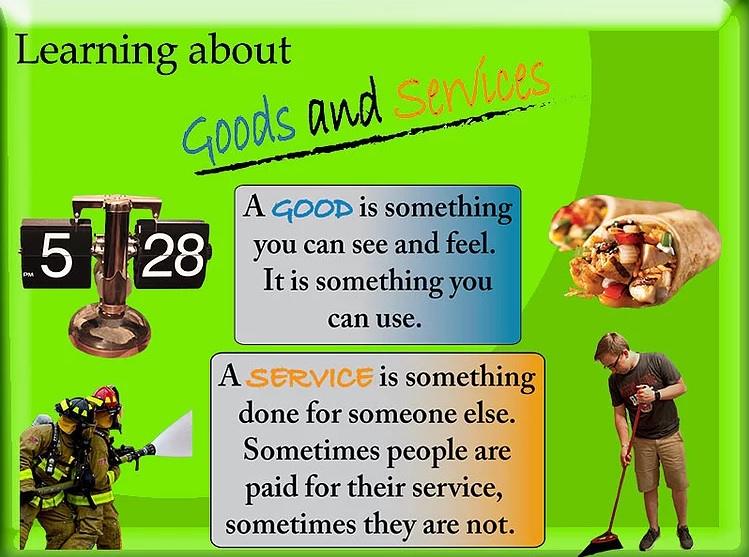 Learning about
Goods and Services
PM 5 28
A GOOD is something
you can see and feel.
It is something you
can use.
A SERVICE is something
done for someone else.
Sometimes people are
paid for their service,
sometimes they are not.